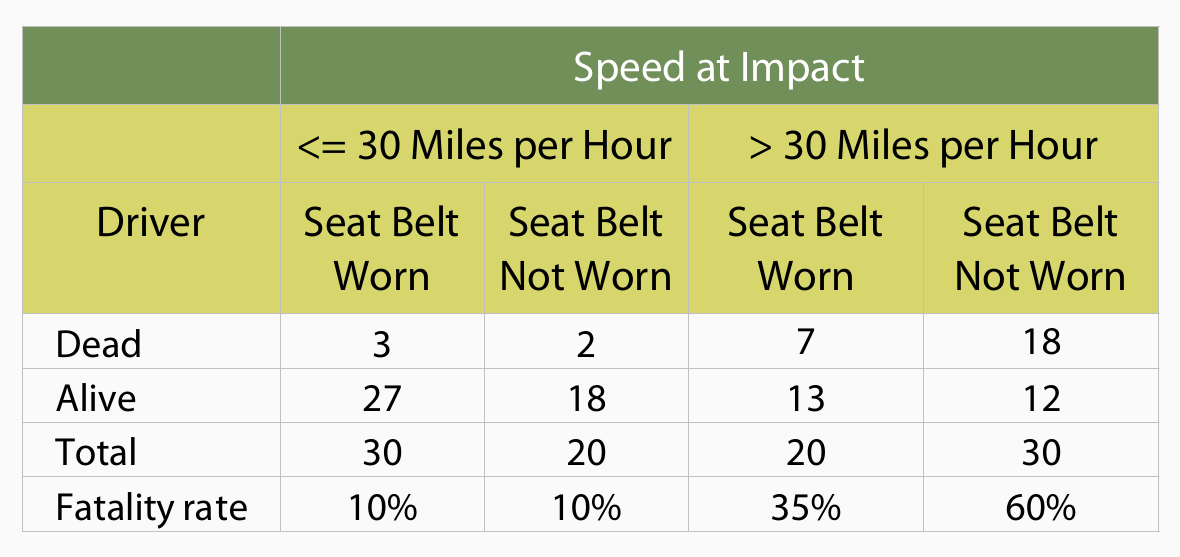 Speed at Impact
<= 30 Miles per Hour > 30 Miles per Hour
Driver Seat Belt Seat Belt Seat Belt Seat Belt
Worn Not Worn Worn Not Worn
Dead 3 2 7 18
Alive 27 18 13 12
Total 30 20 20 30
Fatality rate 10% 10% 35% 60%